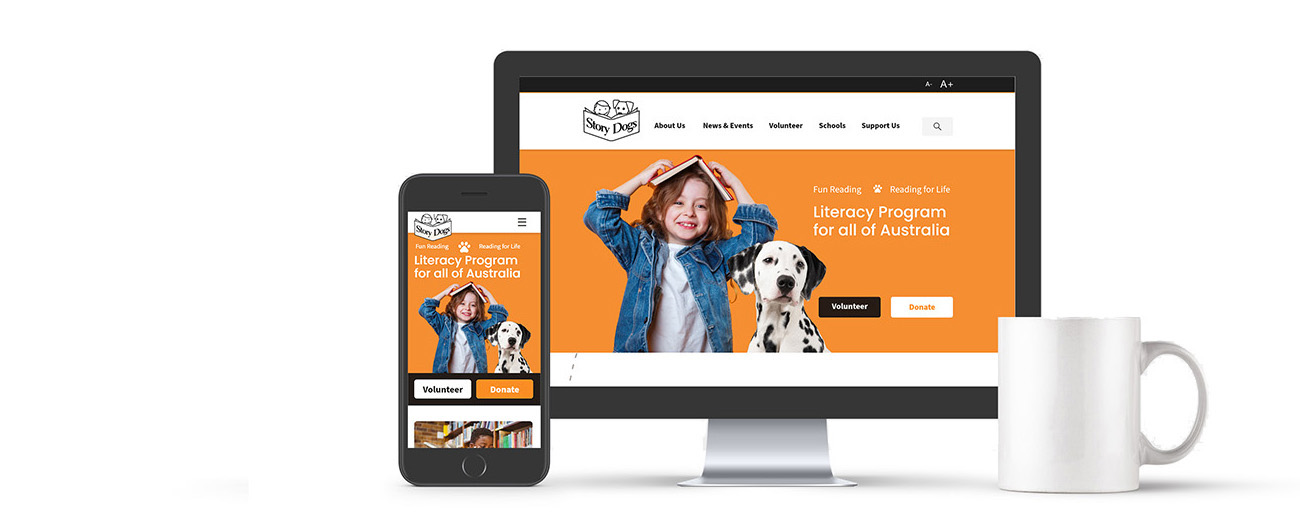 A- A+
Story Dogs
About Us News & Events Volunteer Schools Support Us
Fun Reading Reading for Life
Literacy Program
for all of Australia
Volunteer Donate
Story Dogs
Fun Reading Reading for Life
Literacy Program
for all of Australia
Volunteer Donate